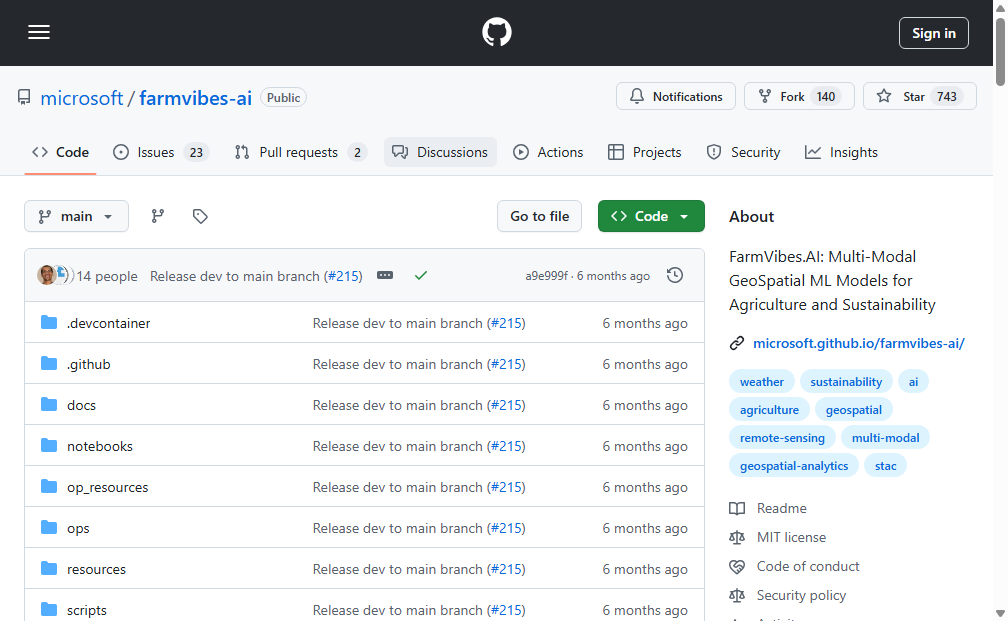 Sign in
microsoft / farmvibes-ai Public
Notifications Fork 140 Star 743
Code Issues 23 Pull requests 2 Discussions Actions Projects Security Insights
main Go to file Code
14 people Release dev to main branch (#215) a9e999f · 6 months ago
.devcontainer Release dev to main branch (#215) 6 months ago
.github Release dev to main branch (#215) 6 months ago
docs Release dev to main branch (#215) 6 months ago
notebooks Release dev to main branch (#215) 6 months ago
op_resources Release dev to main branch (#215) 6 months ago
ops Release dev to main branch (#215) 6 months ago
resources Release dev to main branch (#215) 6 months ago
scripts Release dev to main branch (#215) 6 months ago
About
FarmVibes.AI: Multi-Modal
GeoSpatial ML Models for
Agriculture and Sustainability
microsoft.github.io/farmvibes-ai/
weather sustainability ai
agriculture geospatial
remote-sensing multi-modal
geospatial-analytics stac
Readme
MIT license
Code of conduct
Security policy